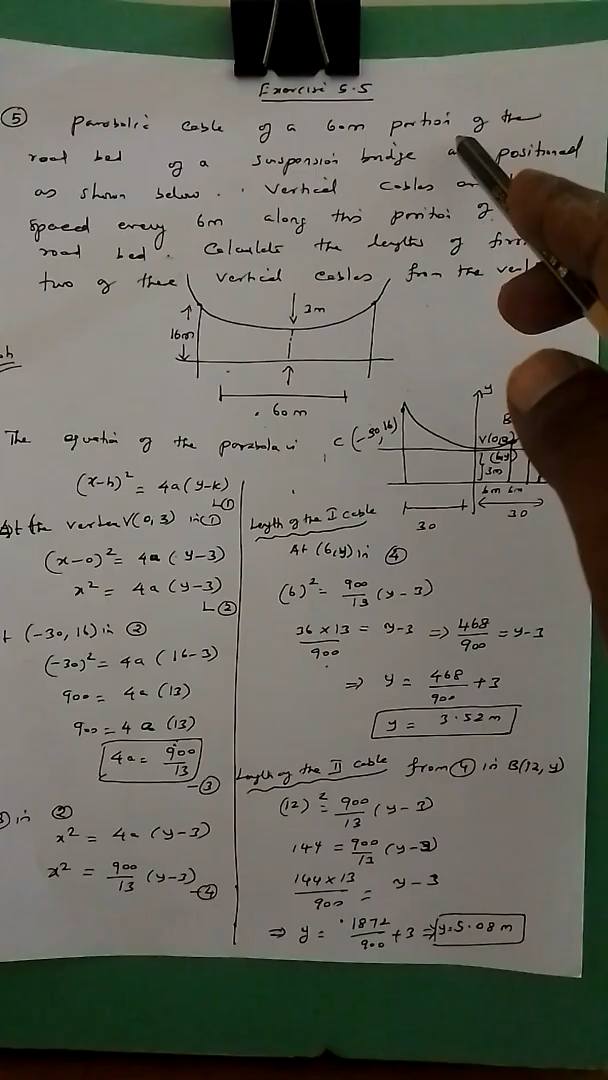 Exercise 5.5
5 Parabolic cable of a 60m portion of the
road bed of a suspension bridge a positioned
as shown below. Vertical cables
spaced every 6m along this portion of
road bed. Calculate the lengths of first
two of these vertical cables from the
3m
16m
60m
The equation of the parabola is
(x-h)² = 4a(y-k)
①
At the vertex V(0,3) in ①
(x-0)² = 4a(y-3)
x² = 4a(y-3)
②
(-30, 16) in ②
(-30)² = 4a(16-3)
900 = 4a(13)
900 = 4a(13)
4a = 900/13
③
in ②
x² = 4a(y-3)
x² = 900/13 (y-3)
④
y
C(-30,16)
B
3m
6m 6m
30
30
Length of the I cable
At (6,y) in ④
(6)² = 900/13 (y-3)
36×13/900 = y-3 ⇒ 468/900 = y-3
⇒ y = 468/900 + 3
y = 3.52m
Length of the II cable from ④ in B(12,y)
(12)² = 900/13 (y-3)
144 = 900/13 (y-3)
144×13/900 = y-3
⇒ y = 1872/900 + 3 ⇒ y=5.08m